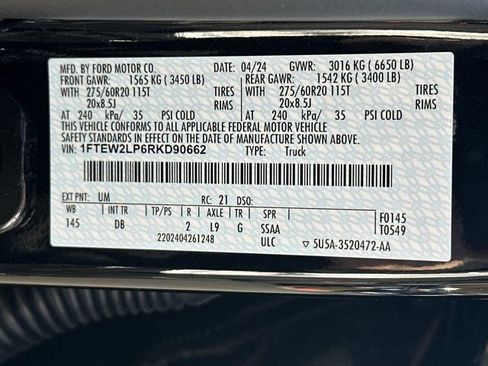 MFD. BY FORD MOTOR CO. 04/24 GVWR: 3016 KG ( 6650 LB)
FRONT GAWR: 1565 KG ( 3450 LB) REAR GAWR: 1542 KG ( 3400 LB)
WITH 275/60R20 115T TIRES WITH 275/60R20 115T TIRES
20x8.5J RIMS 20x8.5J RIMS
AT 240 kPa/ 35 PSI COLD AT 240 kPa/ 35 PSI COLD
THIS VEHICLE CONFORMS TO ALL APPLICABLE FEDERAL MOTOR VEHICLE
SAFETY STANDARDS IN EFFECT ON THE DATE OF MANUFACTURE SHOWN ABOVE.
VIN: 1FTEW2LP6RKD90662 TYPE: Truck
EXT PNT: UM RC: 21 DSO:
WB INT TR TP/PS R AXLE TR SPR F0145
145 DB 2 L9 G SSAA T0549
2202404261248 ULC ▽ 5U5A-3520472-AA